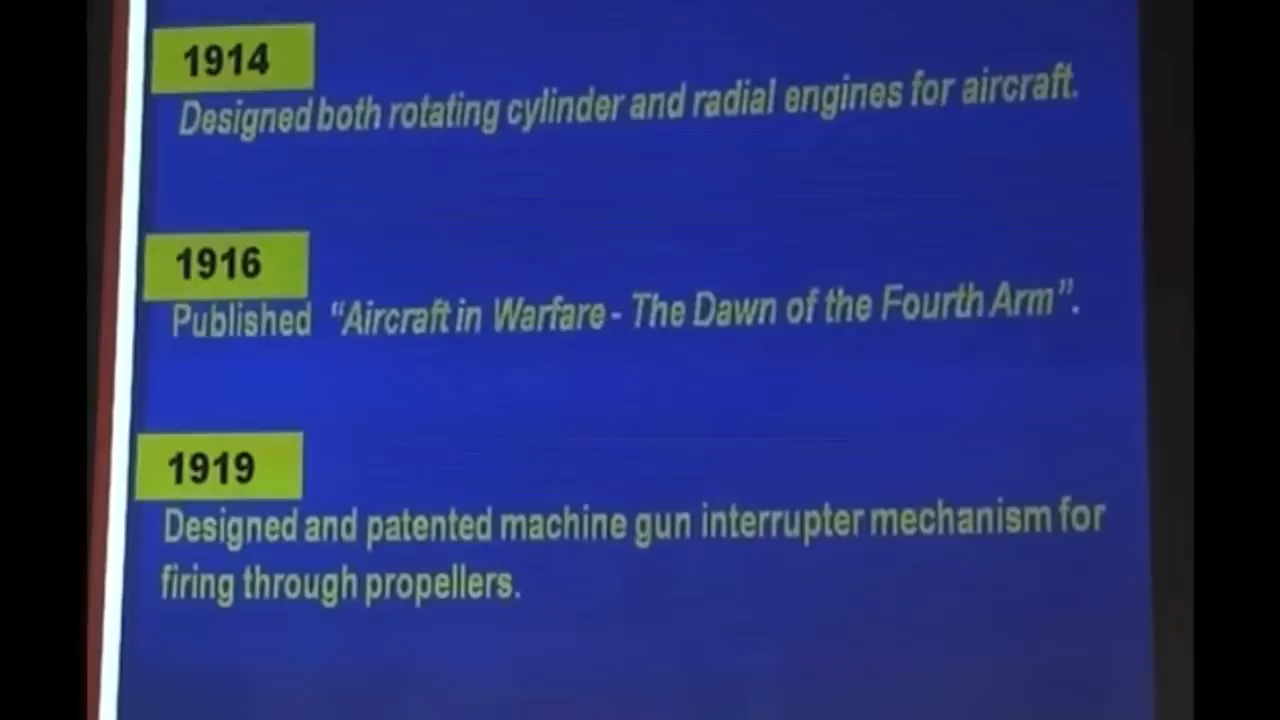 1914
Designed both rotating cylinder and radial engines for aircraft.
1916
Published “Aircraft in Warfare - The Dawn of the Fourth Arm”.
1919
Designed and patented machine gun interrupter mechanism for
firing through propellers.